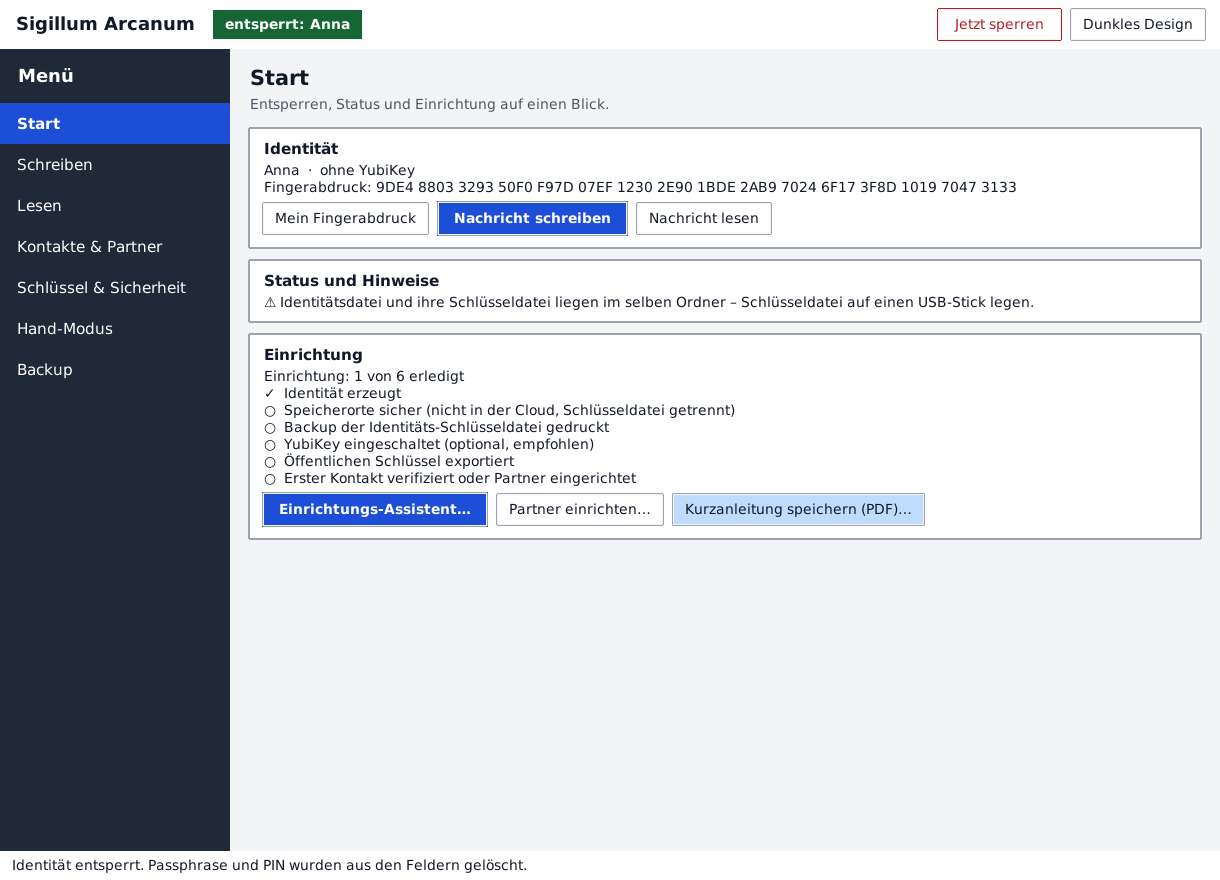 Sigillum Arcanum entsperrt: Anna Jetzt sperren Dunkles Design
Menü
Start
Schreiben
Lesen
Kontakte & Partner
Schlüssel & Sicherheit
Hand-Modus
Backup
Start
Entsperren, Status und Einrichtung auf einen Blick.
Identität
Anna · ohne YubiKey
Fingerabdruck: 9DE4 8803 3293 50F0 F97D 07EF 1230 2E90 1BDE 2AB9 7024 6F17 3F8D 1019 7047 3133
Mein Fingerabdruck Nachricht schreiben Nachricht lesen
Status und Hinweise
⚠ Identitätsdatei und ihre Schlüsseldatei liegen im selben Ordner – Schlüsseldatei auf einen USB-Stick legen.
Einrichtung
Einrichtung: 1 von 6 erledigt
✓ Identität erzeugt
○ Speicherorte sicher (nicht in der Cloud, Schlüsseldatei getrennt)
○ Backup der Identitäts-Schlüsseldatei gedruckt
○ YubiKey eingeschaltet (optional, empfohlen)
○ Öffentlichen Schlüssel exportiert
○ Erster Kontakt verifiziert oder Partner eingerichtet
Einrichtungs-Assistent… Partner einrichten… Kurzanleitung speichern (PDF)…
Identität entsperrt. Passphrase und PIN wurden aus den Feldern gelöscht.